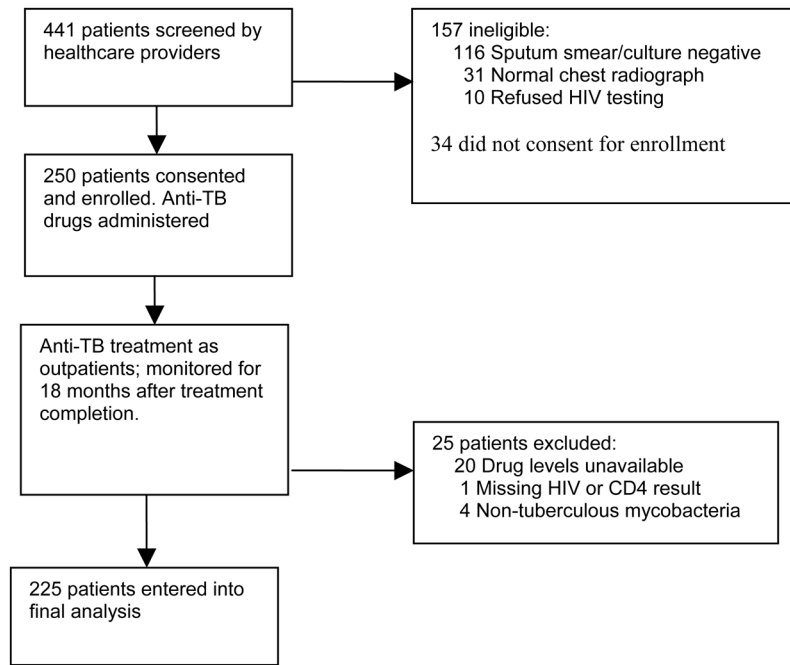 441 patients screened by
healthcare providers
157 ineligible:
116 Sputum smear/culture negative
31 Normal chest radiograph
10 Refused HIV testing
34 did not consent for enrollment
250 patients consented
and enrolled. Anti-TB
drugs administered
Anti-TB treatment as
outpatients; monitored for
18 months after treatment
completion.
25 patients excluded:
20 Drug levels unavailable
1 Missing HIV or CD4 result
4 Non-tuberculous mycobacteria
225 patients entered into
final analysis